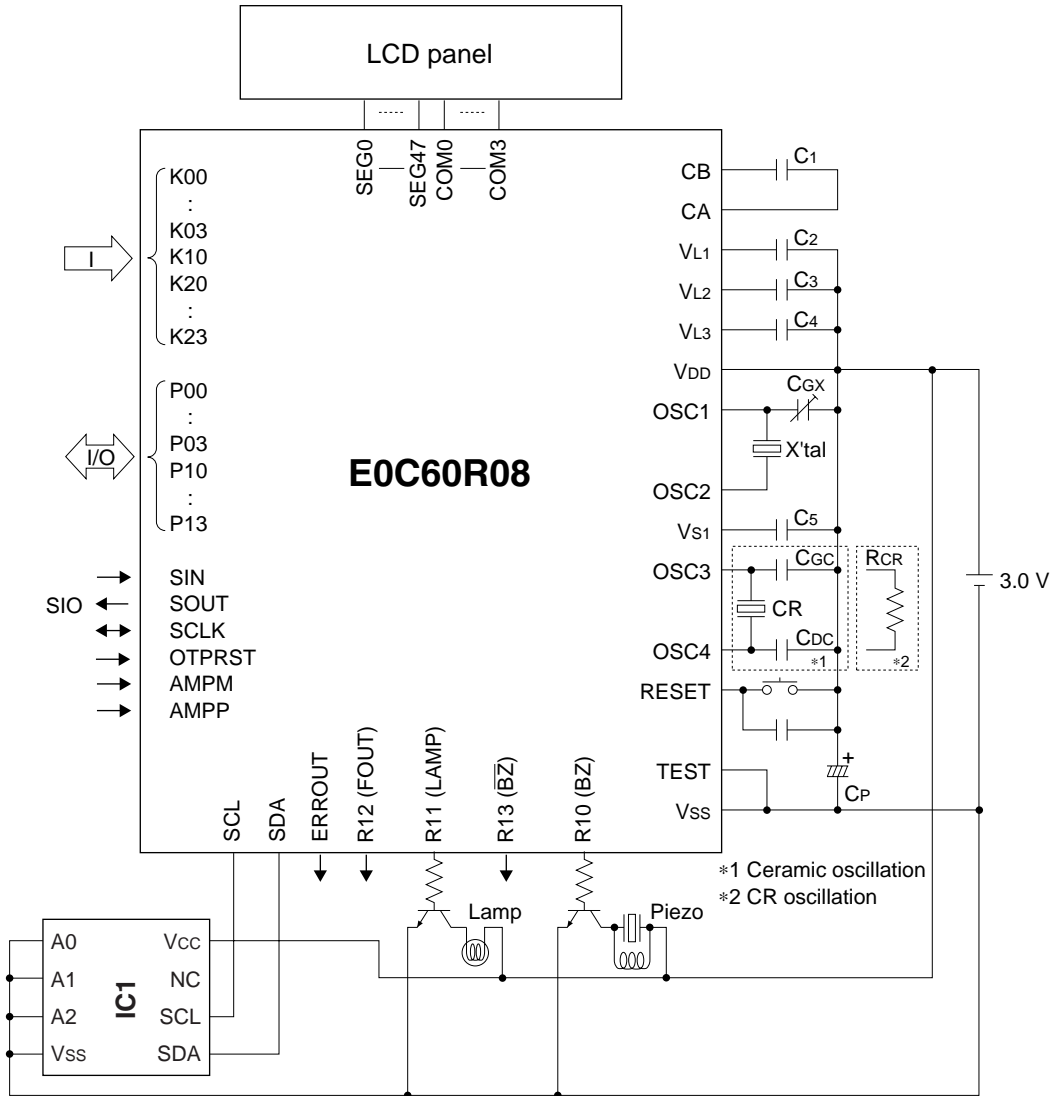 LCD panel
SEG0
SEG47
COM0
COM3
K00
:
K03
K10
K20
:
K23
I
P00
:
P03
P10
:
P13
I/O
E0C60R08
SIN
SIO
SOUT
SCLK
OTPRST
AMPM
AMPP
CB
C1
CA
VL1
C2
VL2
C3
VL3
C4
VDD
CGX
OSC1
X'tal
OSC2
VS1
C5
OSC3
CGC
RCR
CR
3.0 V
OSC4
CDC
*1
*2
RESET
TEST
+
CP
VSS
SCL
SDA
ERROUT
R12 (FOUT)
R11 (LAMP)
R13 (B̅Z̅)
R10 (BZ)
*1 Ceramic oscillation
*2 CR oscillation
Lamp
Piezo
A0
VCC
A1
NC
IC1
A2
SCL
VSS
SDA